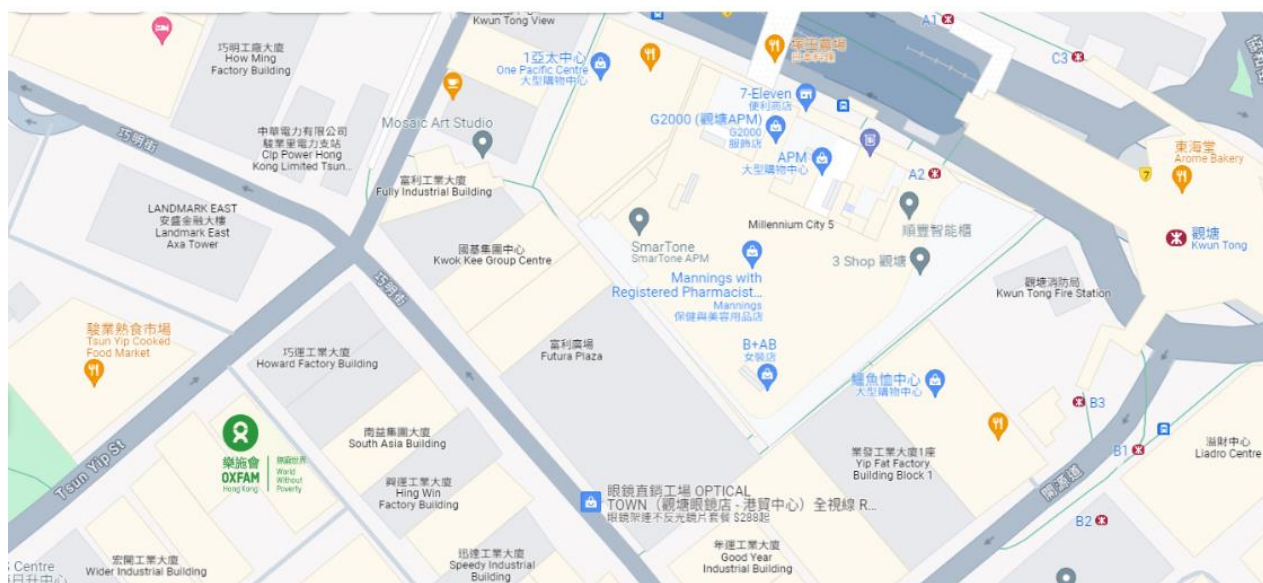 Kwun Tong View
A1
巧明工廠大廈
How Ming
Factory Building
1亞太中心
One Pacific Centre
大型購物中心
7
C3
7-Eleven
便利商店
G2000 (觀塘APM)
G2000
服飾店
Mosaic Art Studio
中華電力有限公司
駿業里電力支站
Clp Power Hong
Kong Limited Tsun...
巧明街
APM
大型購物中心
A2
東海堂
Arome Bakery
7
富利工業大廈
Fully Industrial Building
LANDMARK EAST
安盛金融大樓
Landmark East
Axa Tower
Millennium City 5
順豐智能櫃
觀塘
Kwun Tong
國基集團中心
Kwok Kee Group Centre
SmarTone
SmarTone APM
3 Shop 觀塘
Mannings with
Registered Pharmacist...
Mannings
保健與美容用品店
觀塘消防局
Kwun Tong Fire Station
巧明街
駿業熟食市場
Tsun Yip Cooked
Food Market
巧運工業大廈
Howard Factory Building
富利廣場
Futura Plaza
B+AB
女裝店
鱷魚恤中心
大型購物中心
B3
樂施會
OXFAM
Hong Kong
無窮世界
World
Without
Poverty
南益集團大廈
South Asia Building
業發工業大廈1座
Yip Fat Factory
Building Block 1
B1
溢財中心
Liadro Centre
Tsun Yip St
興運工業大廈
Hing Win
Factory Building
眼鏡直銷工場 OPTICAL
TOWN（觀塘眼鏡店 - 港貿中心）全視線 R...
眼鏡架連不反光鏡片套餐 $288起
開源道
B2
宏開工業大廈
Wider Industrial Building
迅達工業大廈
Speedy Industrial
Building
年運工業大廈
Good Year
Industrial Building
Centre
日升中心